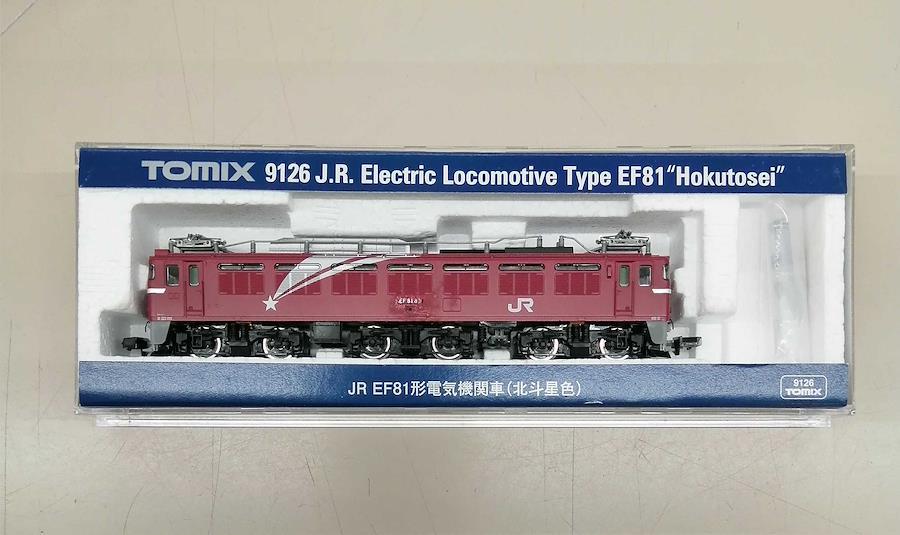 TOMIX 9126 J.R. Electric Locomotive Type EF81 "Hokutosei"
JR
JR EF81形電気機関車(北斗星色)
9126
TOMIX